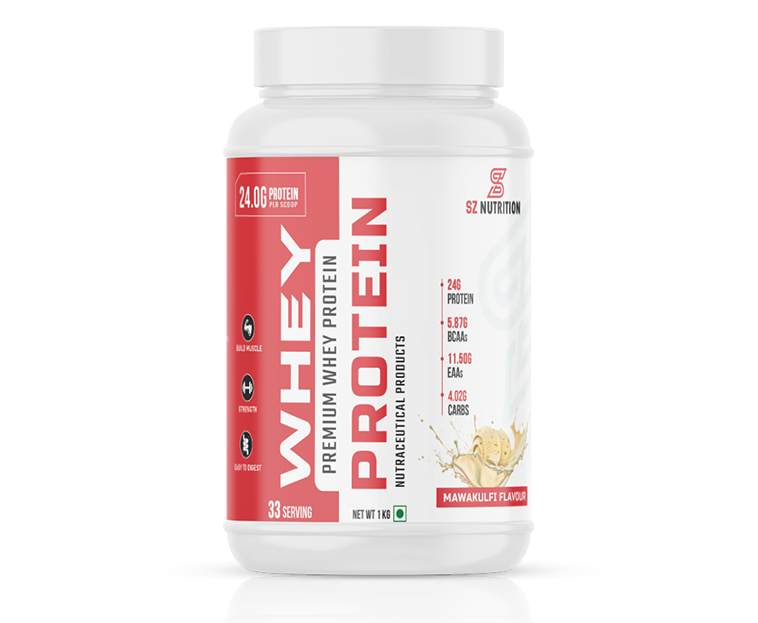 24.0G PROTEIN
PER SCOOP
SZ NUTRITION
WHEY
PREMIUM WHEY PROTEIN
PROTEIN
NUTRACEUTICAL PRODUCTS
24G
PROTEIN
5.87G
BCAAs
11.50G
EAAs
4.02G
CARBS
BUILD MUSCLE
STRENGTH
EASY TO DIGEST
MAWAKULFI FLAVOUR
33 SERVING
NET WT 1 KG